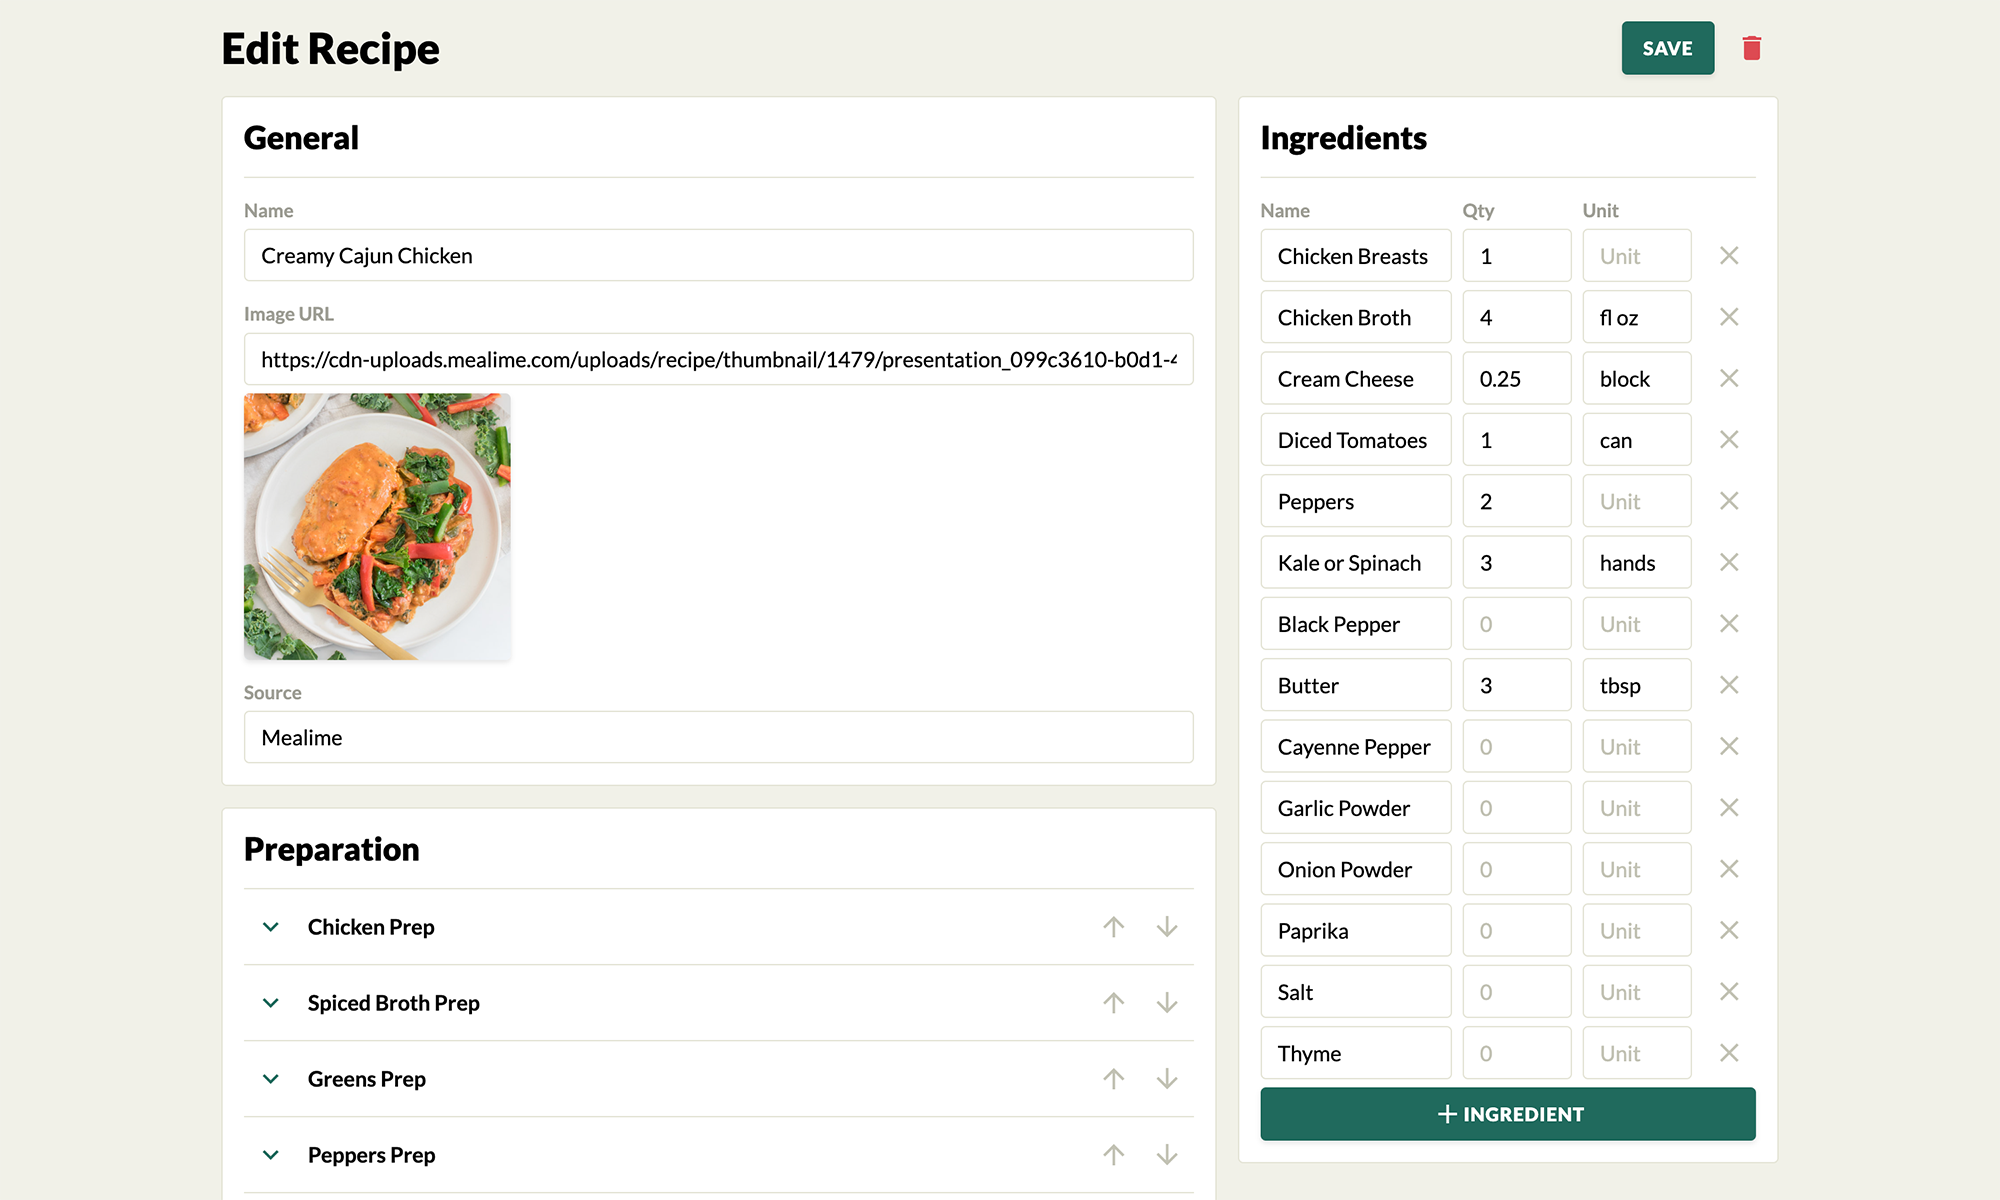 Edit Recipe
SAVE
General
Name
Creamy Cajun Chicken
Image URL
https://cdn-uploads.mealime.com/uploads/recipe/thumbnail/1479/presentation_099c3610-b0d1-4
Source
Mealime
Preparation
Chicken Prep
Spiced Broth Prep
Greens Prep
Peppers Prep
Ingredients
Name Qty Unit
Chicken Breasts 1 Unit
Chicken Broth 4 fl oz
Cream Cheese 0.25 block
Diced Tomatoes 1 can
Peppers 2 Unit
Kale or Spinach 3 hands
Black Pepper 0 Unit
Butter 3 tbsp
Cayenne Pepper 0 Unit
Garlic Powder 0 Unit
Onion Powder 0 Unit
Paprika 0 Unit
Salt 0 Unit
Thyme 0 Unit
+ INGREDIENT